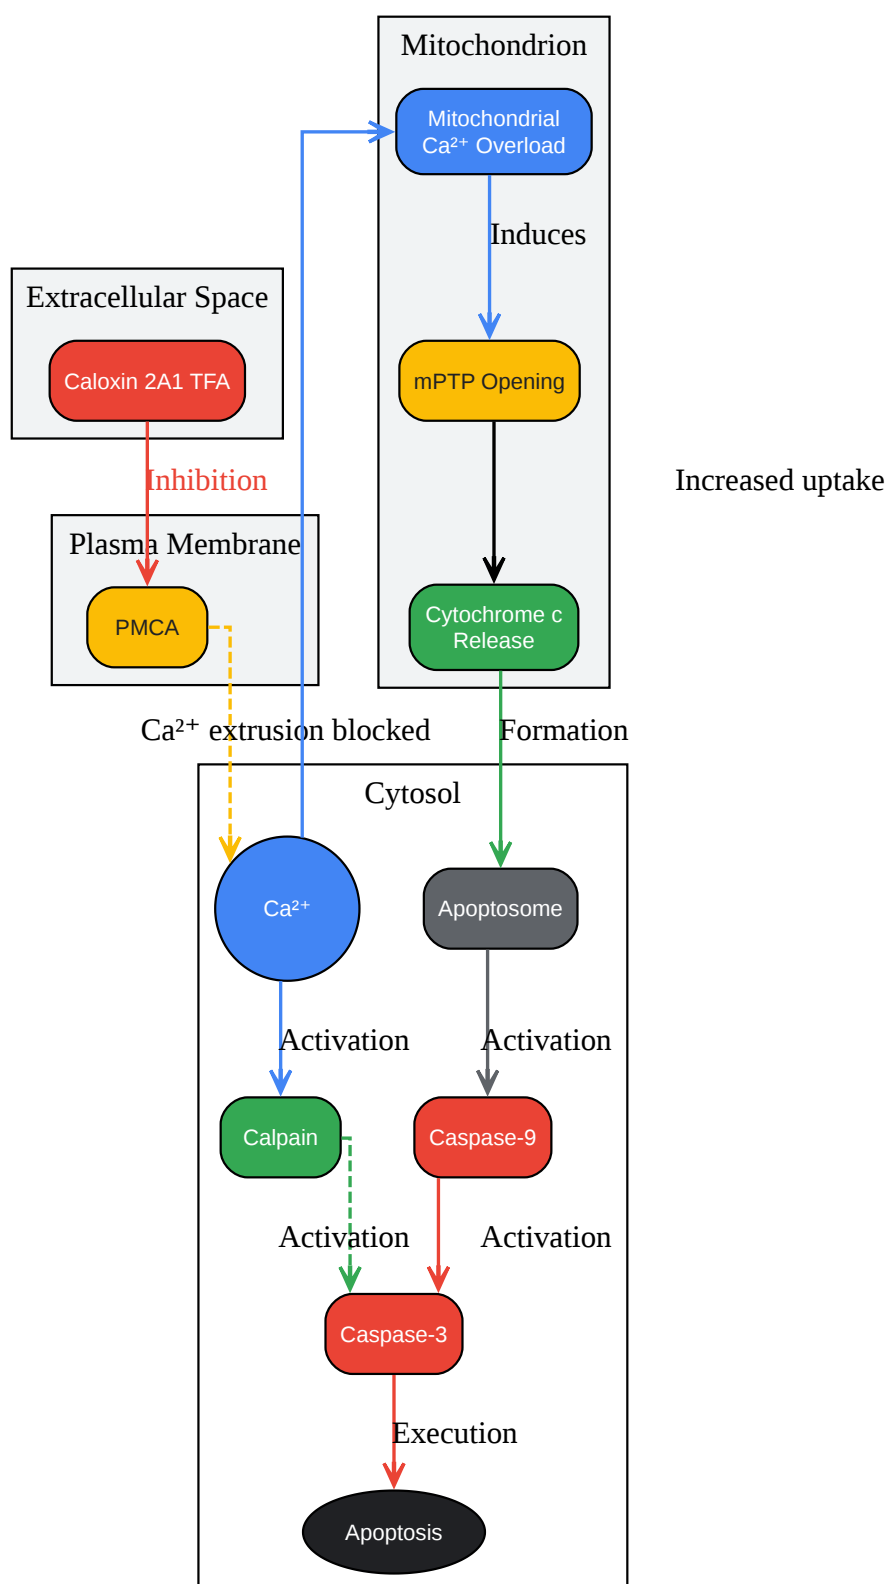 Mitochondrion
Mitochondrial
Ca²⁺ Overload
Induces
Extracellular Space
Caloxin 2A1 TFA
mPTP Opening
Inhibition
Increased uptake
Plasma Membrane
PMCA
Cytochrome c
Release
Ca²⁺ extrusion blocked
Formation
Cytosol
Ca²⁺
Apoptosome
Activation
Activation
Calpain
Caspase-9
Activation
Activation
Caspase-3
Execution
Apoptosis